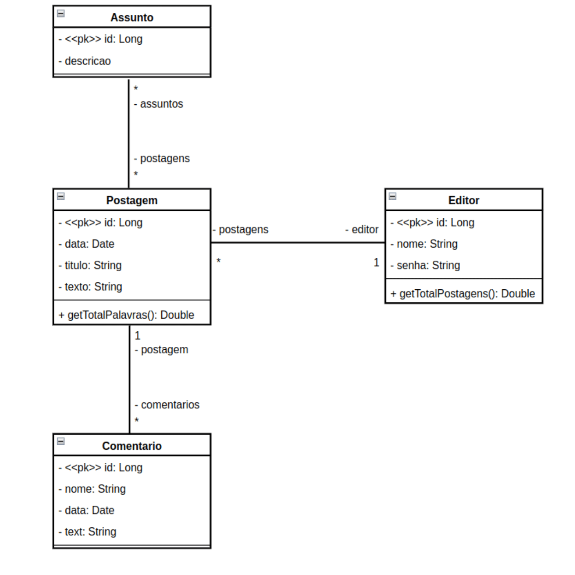 Assunto
- <<pk>> id: Long
- descricao
*
- assuntos
- postagens
*
Postagem
- <<pk>> id: Long
- data: Date
- titulo: String
- texto: String
+ getTotalPalavras(): Double
- postagens
*
- editor
1
Editor
- <<pk>> id: Long
- nome: String
- senha: String
+ getTotalPostagens(): Double
1
- postagem
- comentarios
*
Comentario
- <<pk>> id: Long
- nome: String
- data: Date
- text: String